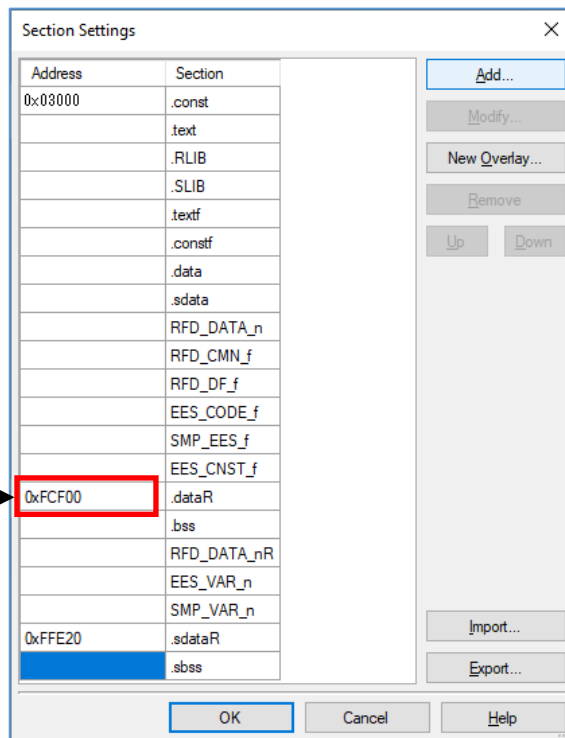 Section Settings
Address Section
0x03000 .const
.text
.RLIB
.SLIB
.textf
.constf
.data
.sdata
RFD_DATA_n
RFD_CMN_f
RFD_DF_f
EES_CODE_f
SMP_EES_f
EES_CNST_f
0xFCF00 .dataR
.bss
RFD_DATA_nR
EES_VAR_n
SMP_VAR_n
0xFFE20 .sdataR
.sbss
Add...
Modify...
New Overlay...
Remove
Up Down
Import...
Export...
OK Cancel Help